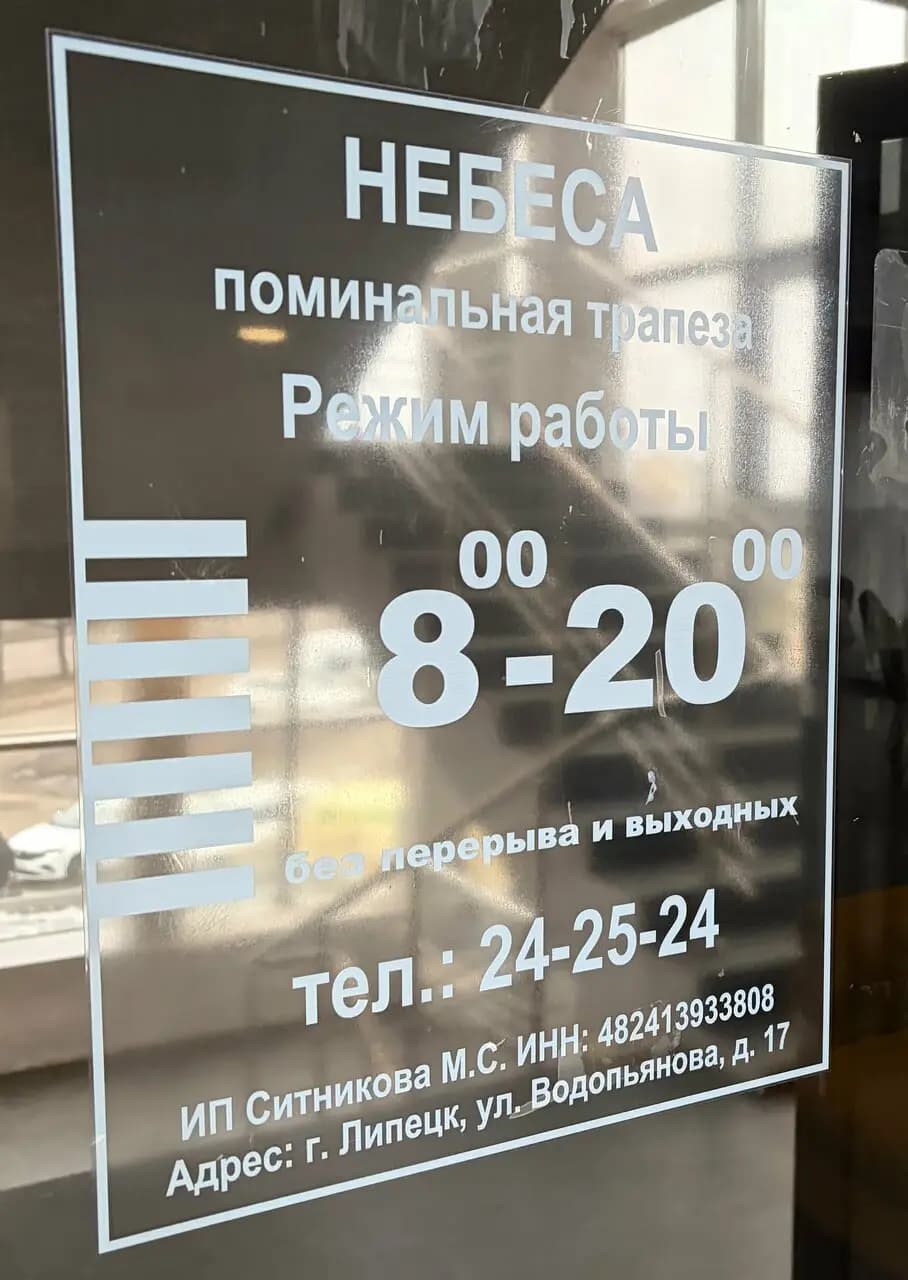 НЕБЕСА
поминальная трапеза
Режим работы
8⁰⁰-20⁰⁰
без перерыва и выходных
тел.: 24-25-24
ИП Ситникова М.С. ИНН: 482413933808
Адрес: г. Липецк, ул. Водопьянова, д. 17